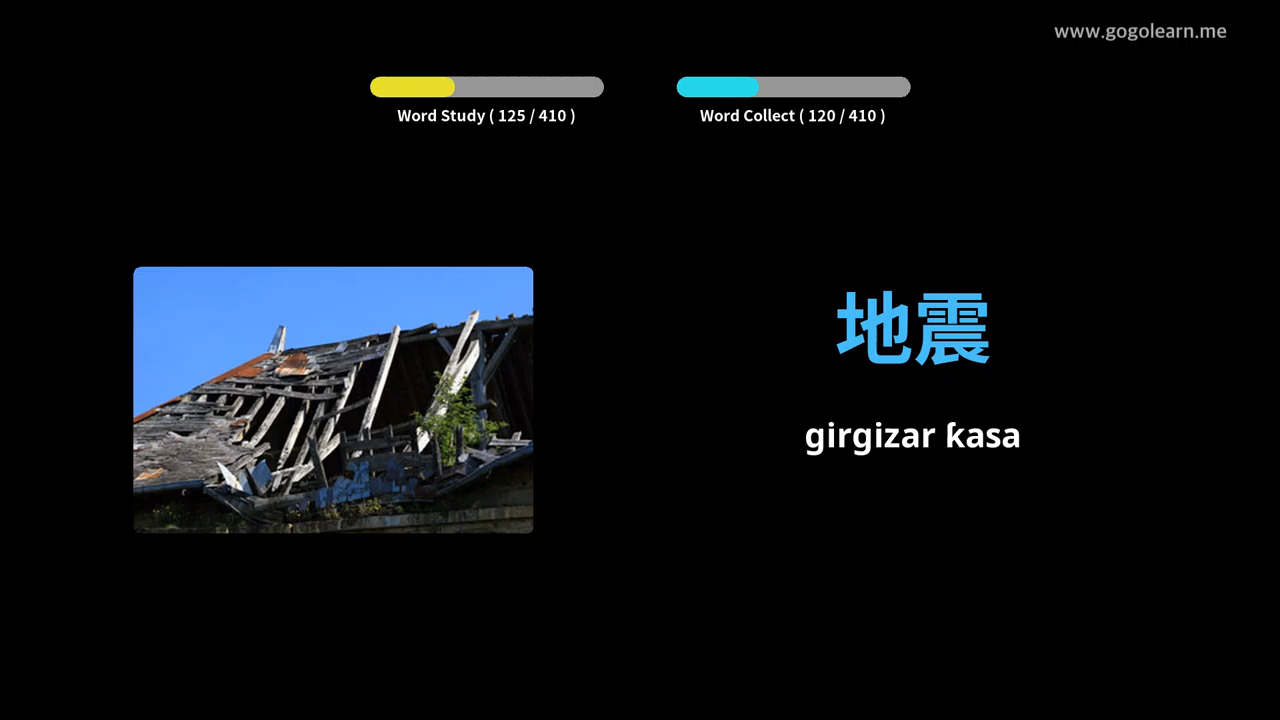 www.gogolearn.me
Word Study ( 125 / 410 )
Word Collect ( 120 / 410 )
地震
girgizar ƙasa